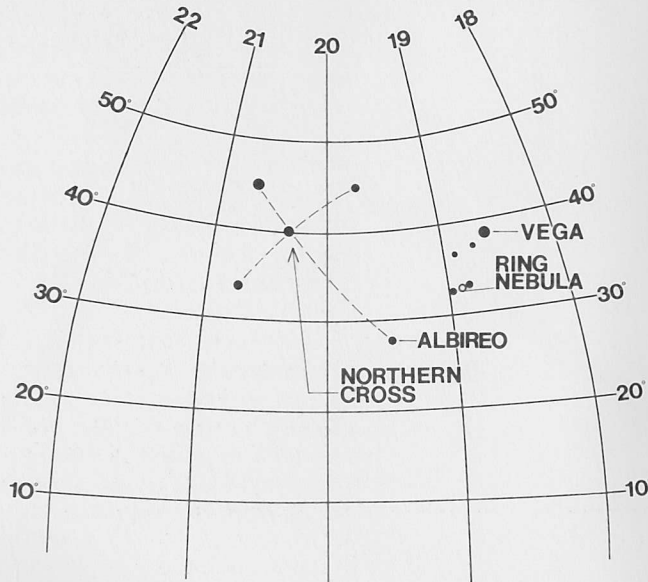 22
21
20
19
18
50°
50°
40°
40°
VEGA
RING
NEBULA
30°
30°
ALBIREO
NORTHERN
CROSS
20°
20°
10°
10